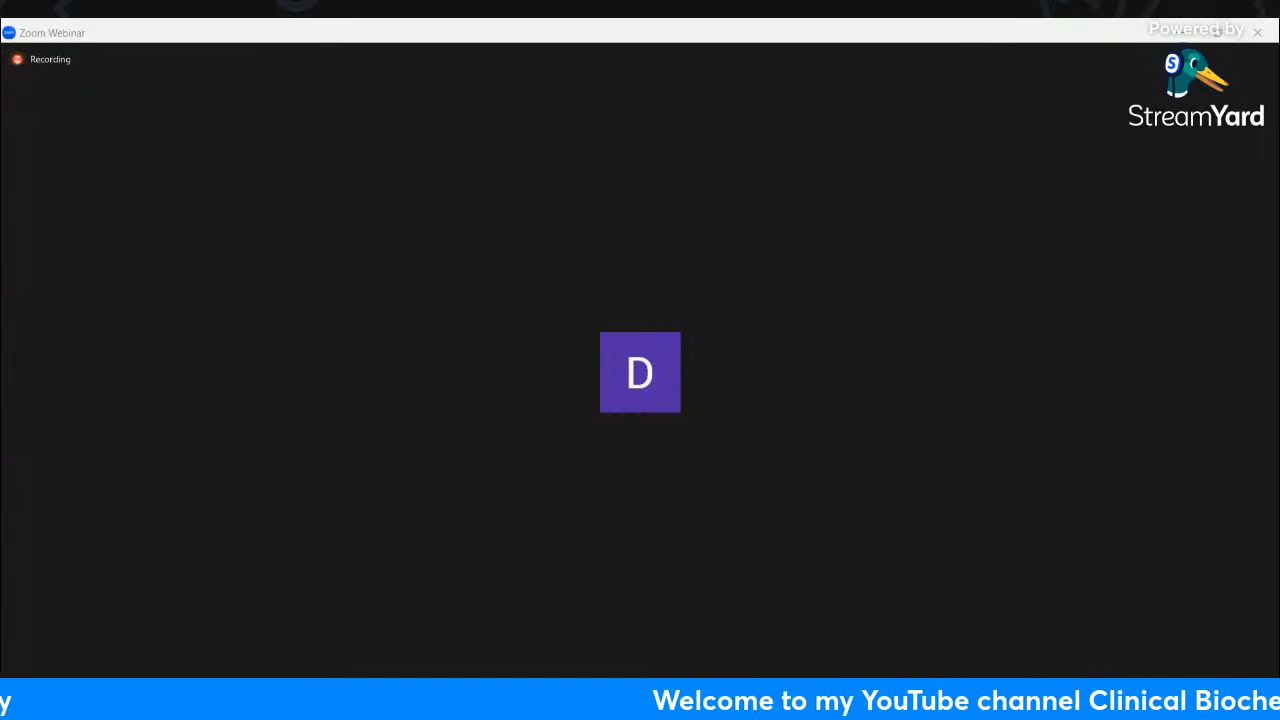 Zoom Webinar
Powered by
Recording
StreamYard
D
y Welcome to my YouTube channel Clinical Bioche